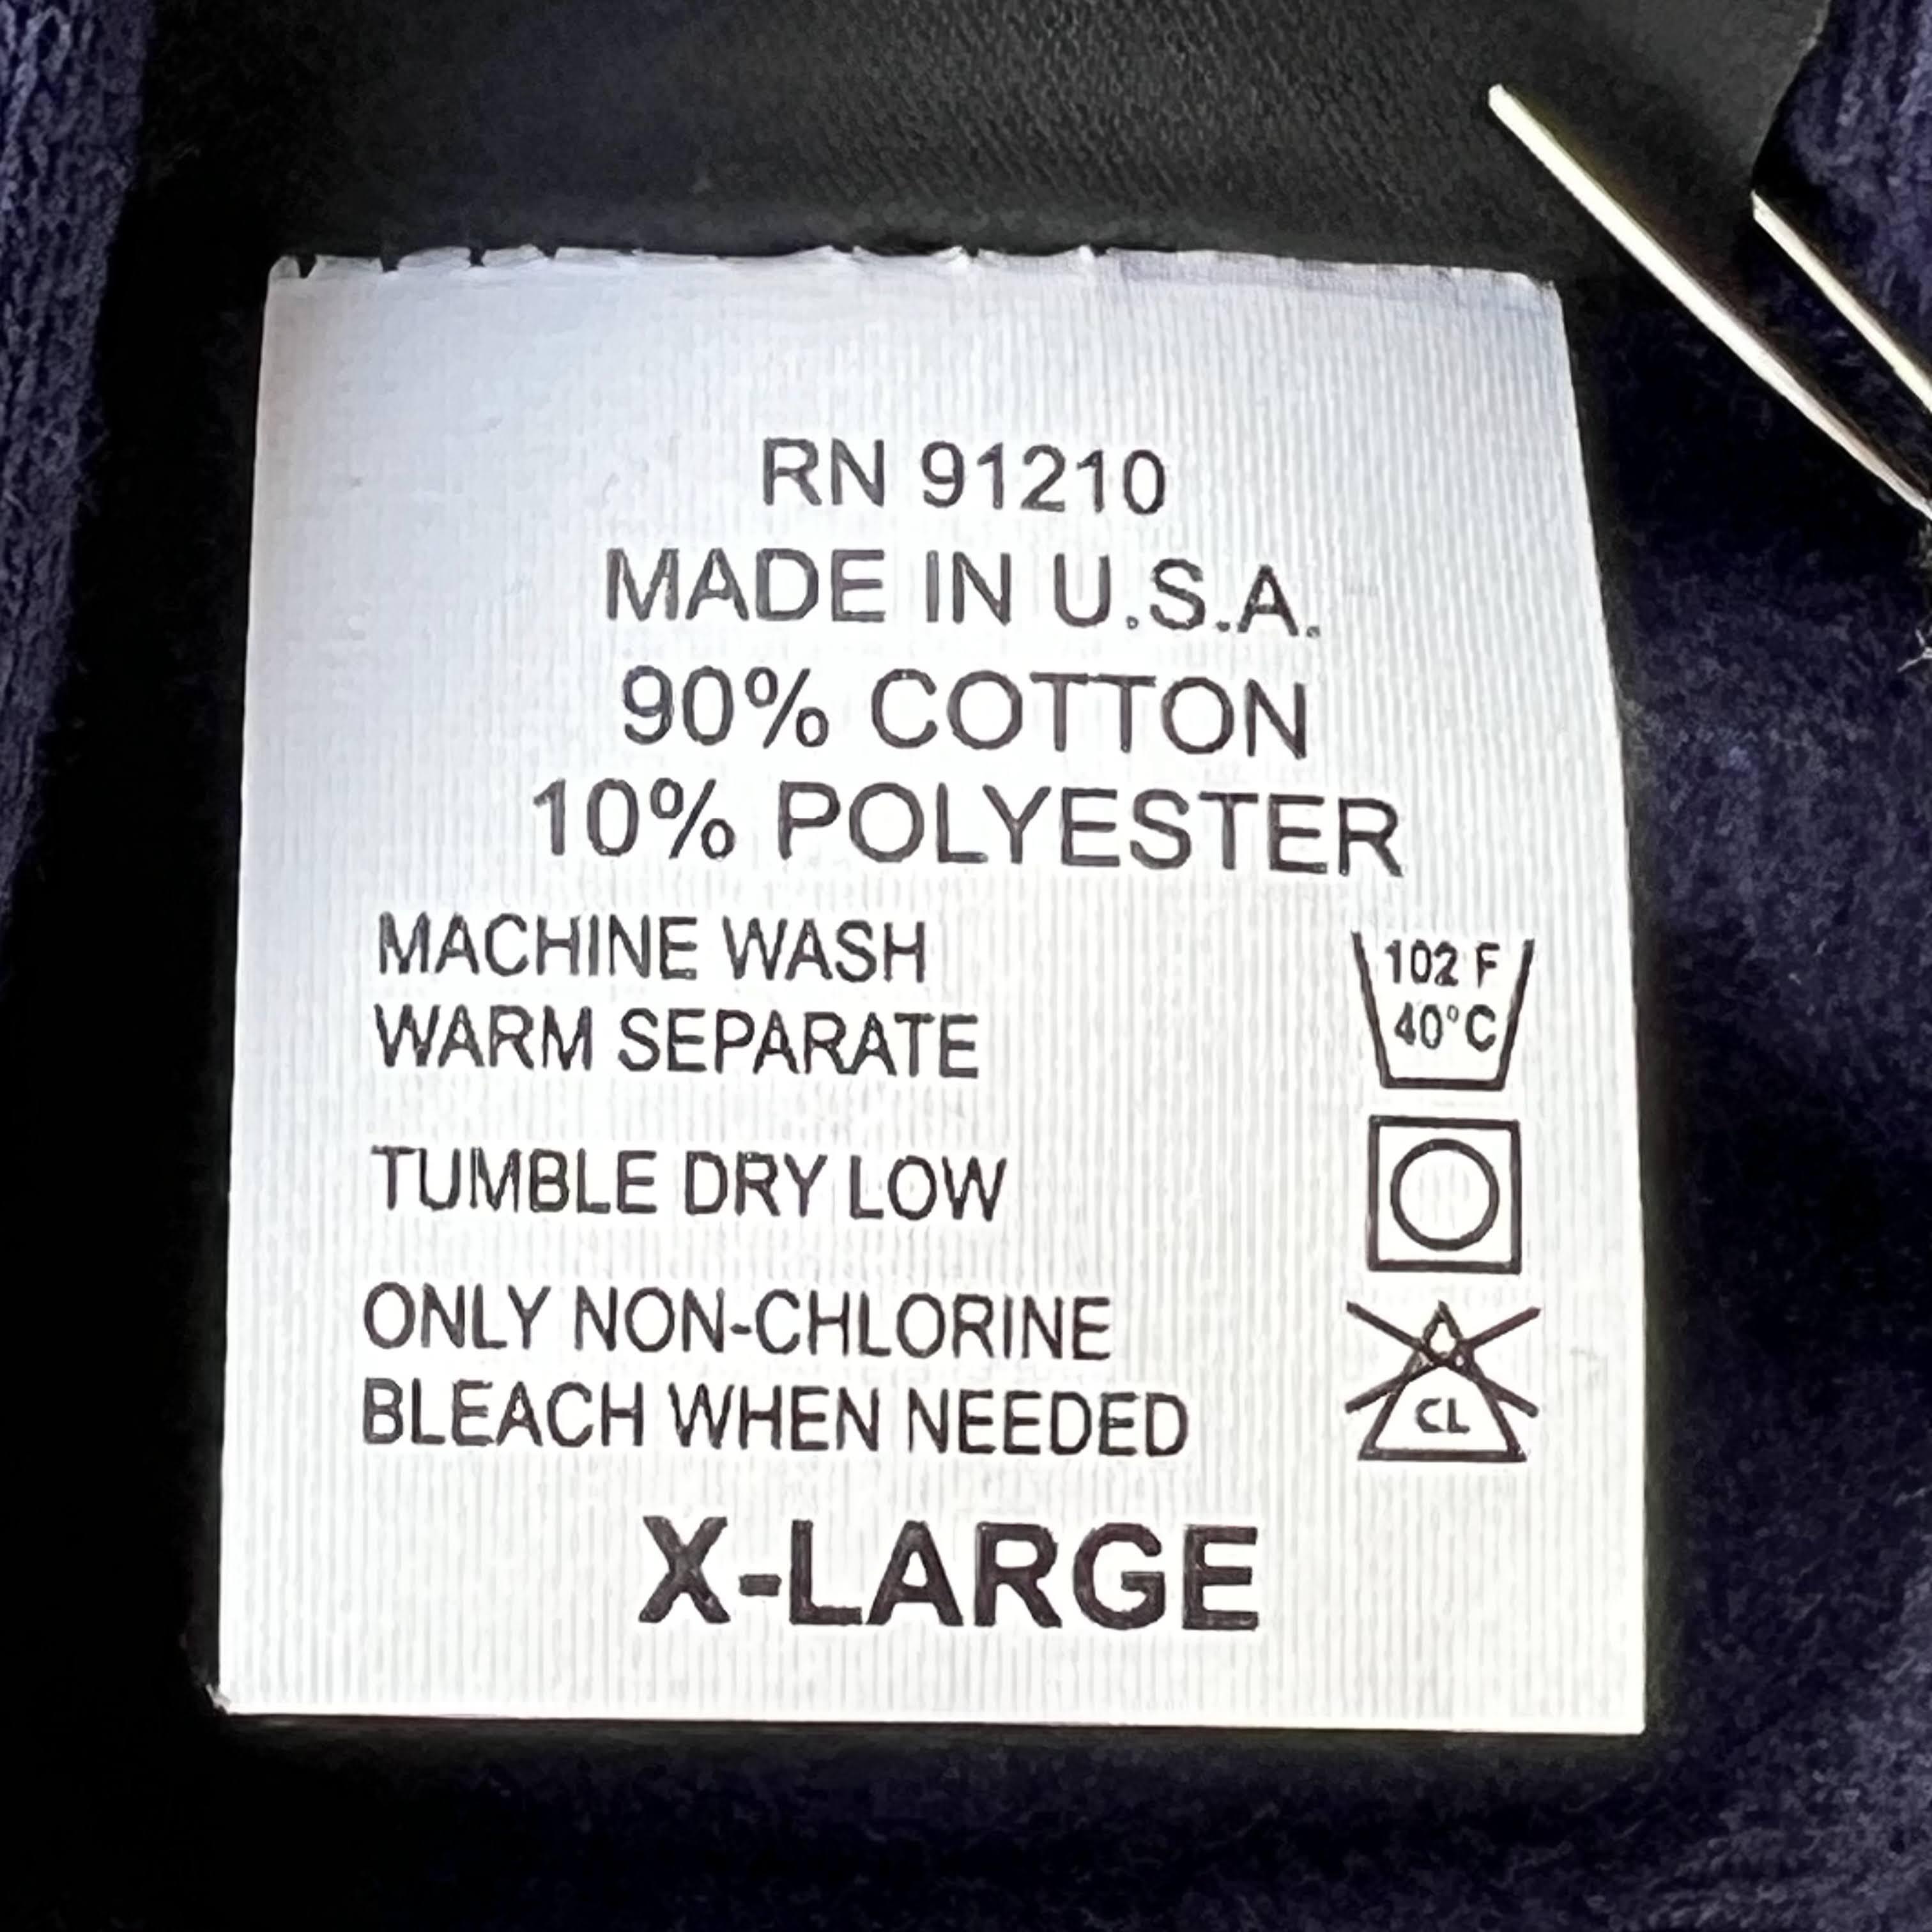 RN 91210
MADE IN U.S.A.
90% COTTON
10% POLYESTER
MACHINE WASH
WARM SEPARATE
102 F
40°C
TUMBLE DRY LOW
ONLY NON-CHLORINE
BLEACH WHEN NEEDED
CL
X-LARGE